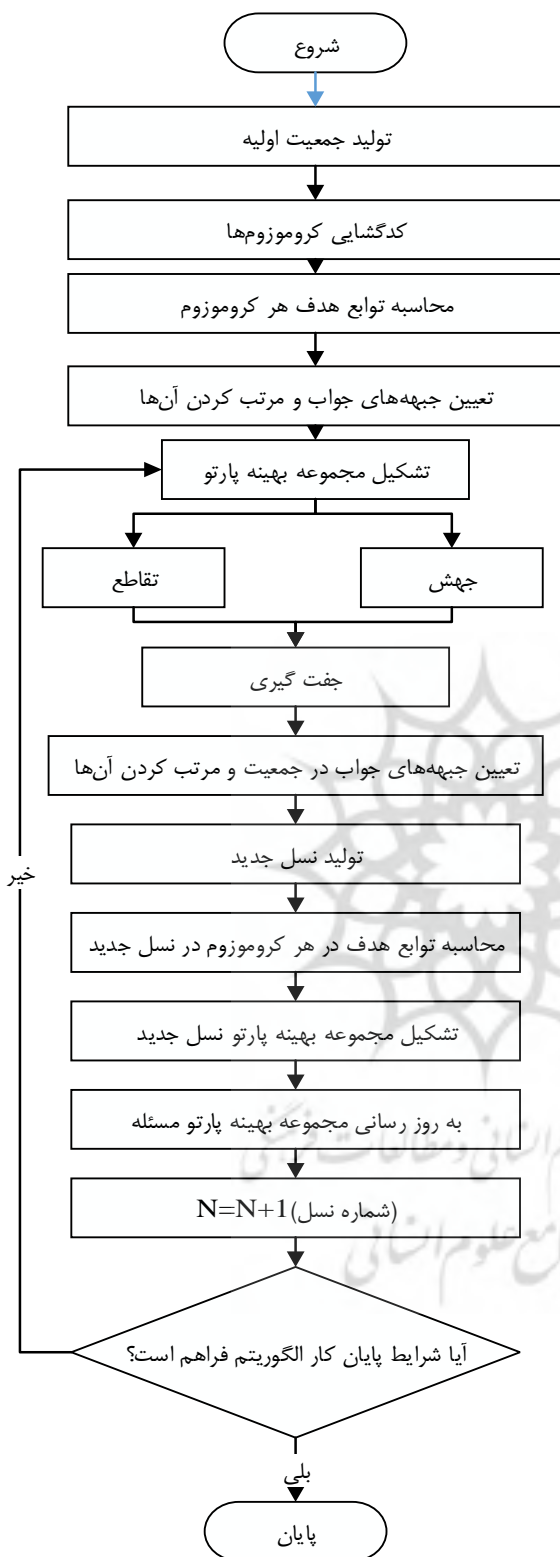 شروع
تولید جمعیت اولیه
کدگشایی کروموزوم‌ها
محاسبه توابع هدف هر کروموزوم
تعیین جبهه‌های جواب و مرتب کردن آن‌ها
تشکیل مجموعه بهینه پارتو
جهش
تقاطع
جفت گیری
تعیین جبهه‌های جواب در جمعیت و مرتب کردن آن‌ها
تولید نسل جدید
خیر
محاسبه توابع هدف در هر کروموزوم در نسل جدید
تشکیل مجموعه بهینه پارتو نسل جدید
به روز رسانی مجموعه بهینه پارتو مسئله
(شماره نسل)N=N+1
آیا شرایط پایان کار الگوریتم فراهم است؟
بلی
پایان